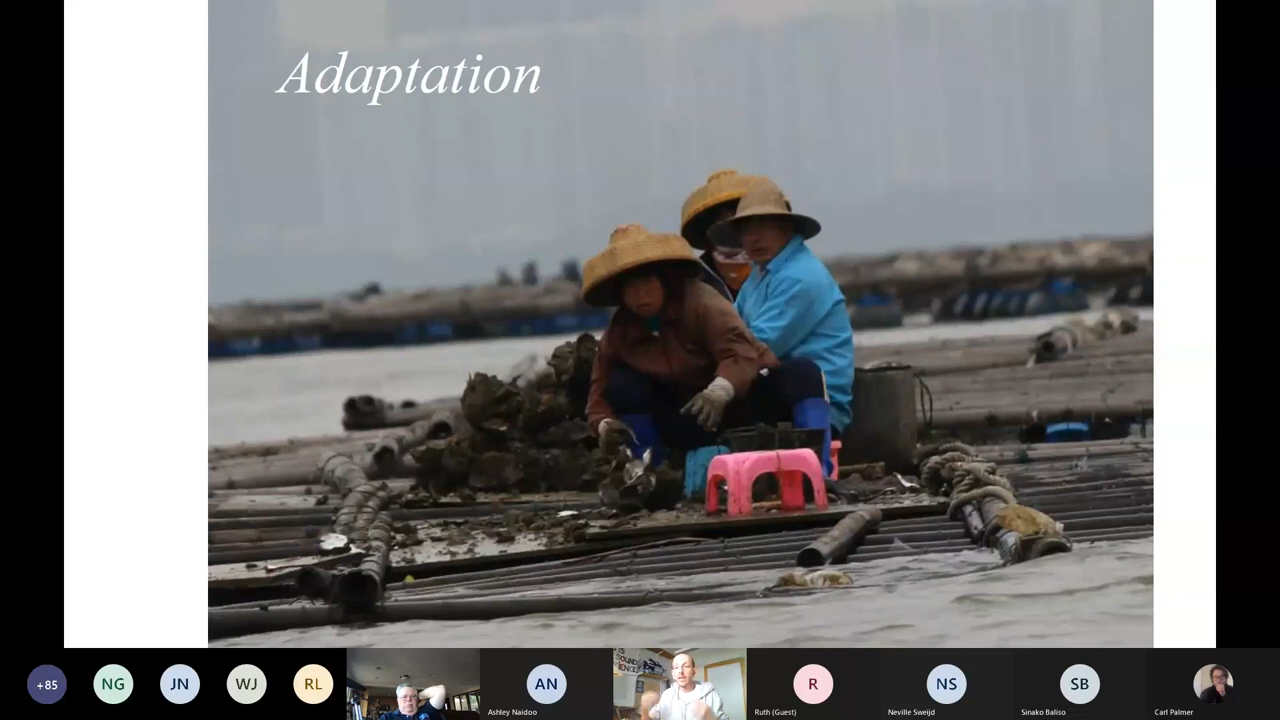 Adaptation
+85
NG
JN
WJ
RL
AN
Ashley Naidoo
R
Ruth (Guest)
NS
Neville Sweijd
SB
Sinako Baliso
Carl Palmer